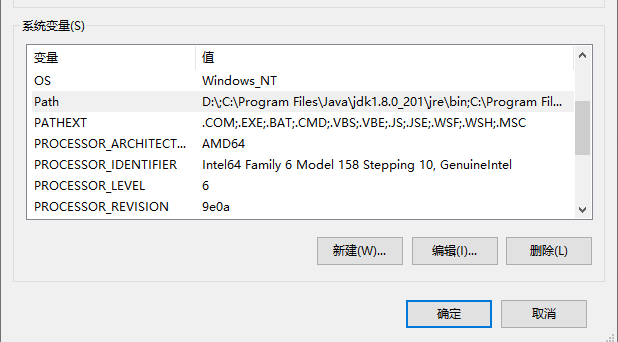 系统变量(S)
变量 值
OS Windows_NT
Path D:\;C:\Program Files\Java\jdk1.8.0_201\jre\bin;C:\Program Fil...
PATHEXT .COM;.EXE;.BAT;.CMD;.VBS;.VBE;.JS;.JSE;.WSF;.WSH;.MSC
PROCESSOR_ARCHITECT... AMD64
PROCESSOR_IDENTIFIER Intel64 Family 6 Model 158 Stepping 10, GenuineIntel
PROCESSOR_LEVEL 6
PROCESSOR_REVISION 9e0a
新建(W)... 编辑(I)... 删除(L)
确定 取消